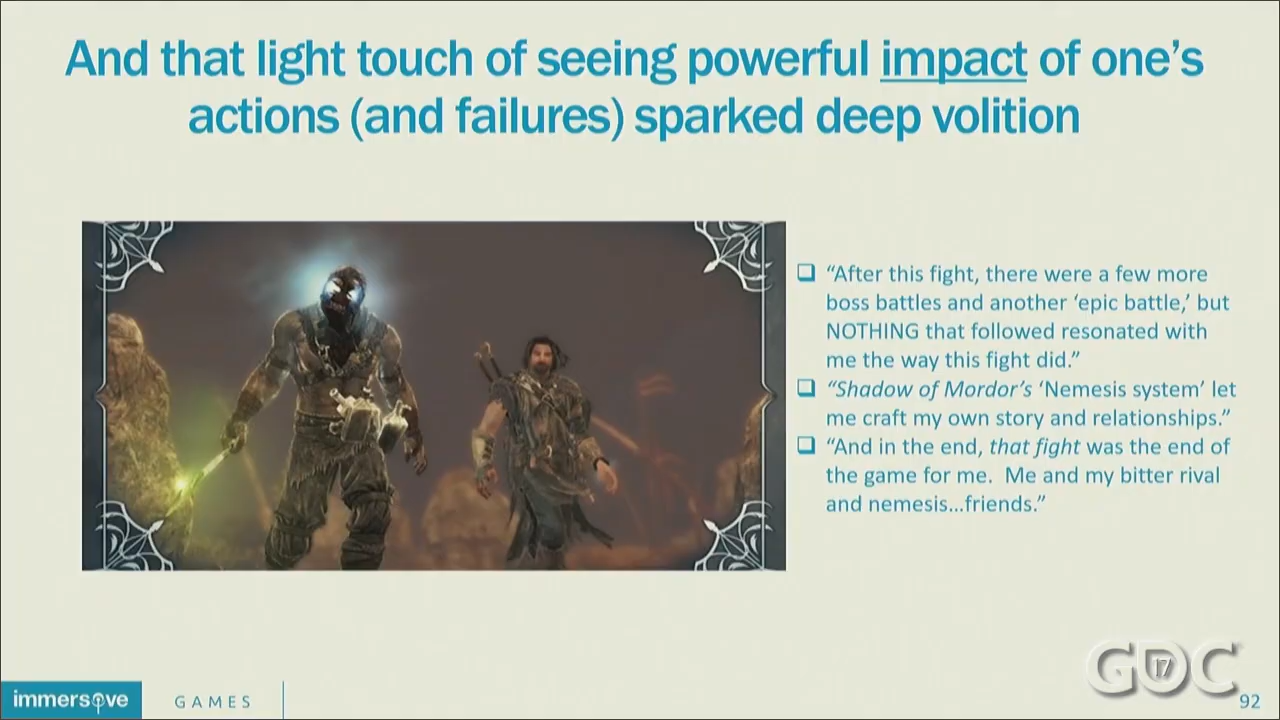 And that light touch of seeing powerful impact of one’s
actions (and failures) sparked deep volition
❑ “After this fight, there were a few more
boss battles and another ‘epic battle,’ but
NOTHING that followed resonated with
me the way this fight did.”
❑ “Shadow of Mordor’s ‘Nemesis system’ let
me craft my own story and relationships.”
❑ “And in the end, that fight was the end of
the game for me. Me and my bitter rival
and nemesis…friends.”
GDC 17
immersive GAMES
92